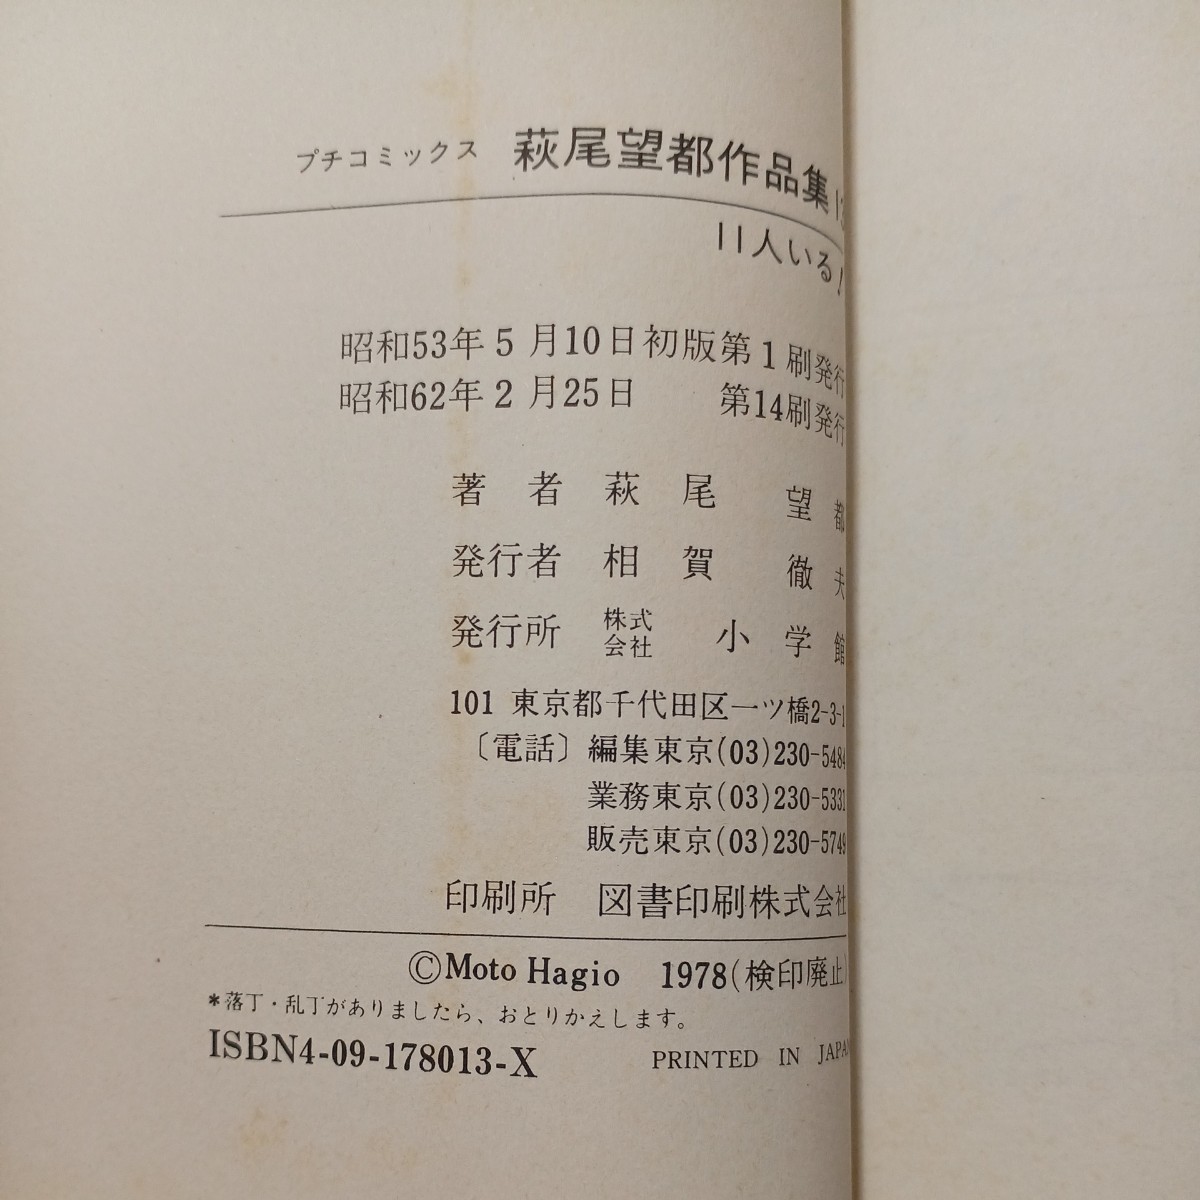 プチコミックス 萩尾望都作品集13
11人いる!
昭和53年5月10日初版第1刷発行
昭和62年2月25日 第14刷発行
著者 萩尾望都
発行者 相賀徹夫
発行所 株式会社 小学館
101 東京都千代田区一ツ橋2-3-1
〔電話〕編集東京(03)230-5484
業務東京(03)230-5331
販売東京(03)230-5749
印刷所 図書印刷株式会社
©Moto Hagio 1978(検印廃止)
*落丁・乱丁がありましたら、おとりかえします。
ISBN4-09-178013-X
PRINTED IN JAPAN